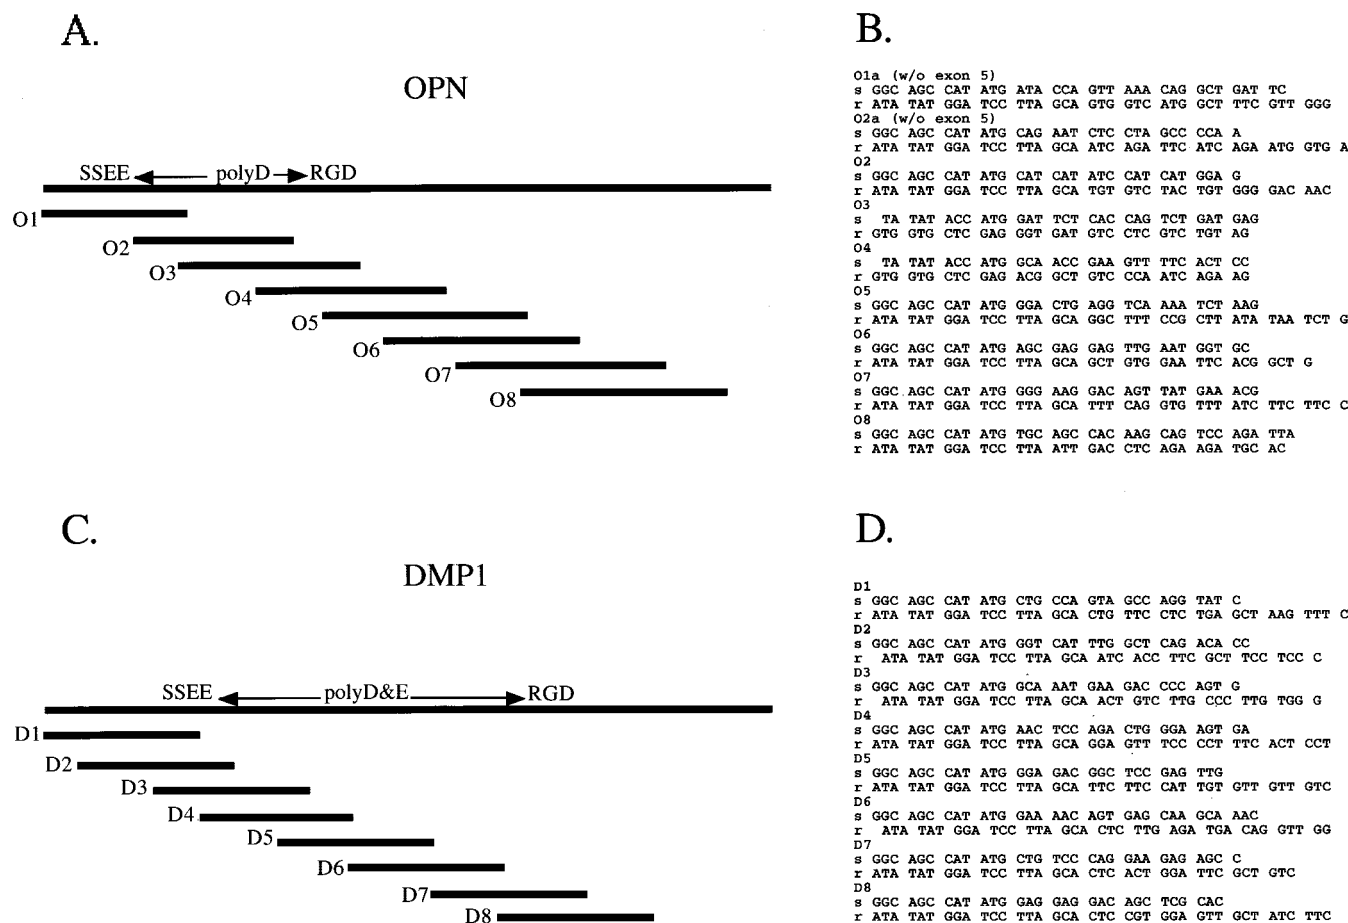 A.
OPN
SSEE
polyD
RGD
O1
O2
O3
O4
O5
O6
O7
O8
B.
O1a (w/o exon 5)
s GGC AGC CAT ATG ATA CCA GTT AAA CAG GCT GAT TC
r ATA TAT GGA TCC TTA GCA GTG GTC ATG GCT TTC GTT GGG
O2a (w/o exon 5)
s GGC AGC CAT ATG CAG AAT CTC CTA GCC CCA A
r ATA TAT GGA TCC TTA GCA ATC AGA TTC ATC AGA ATG GTG A
O2
s GGC AGC CAT ATG CAT CAT ATC CAT CAT GGA G
r ATA TAT GGA TCC TTA GCA TGT GTC TAC TGT GGG GAC AAC
O3
s TA TAT ACC ATG GAT TCT CAC CAG TCT GAT GAG
r GTG GTG CTC GAG GGT GAT GTC CTC GTC TGT AG
O4
s TA TAT ACC ATG GCA ACC GAA GTT TTC ACT CC
r GTG GTG CTC GAG ACG GCT GTC CCA ATC AGA AG
O5
s GGC AGC CAT ATG GGA CTG AGG TCA AAA TCT AAG
r ATA TAT GGA TCC TTA GCA GGC TTT CCG CTT ATA TAA TCT G
O6
s GGC AGC CAT ATG AGC GAG GAG TTG AAT GGT GC
r ATA TAT GGA TCC TTA GCA GCT GTG GAA TTC ACG GCT G
O7
s GGC AGC CAT ATG GGG AAG GAC AGT TAT GAA ACG
r ATA TAT GGA TCC TTA GCA TTT CAG GTG TTT ATC TTC TTC C
O8
s GGC AGC CAT ATG TGC AGC CAC AAG CAG TCC AGA TTA
r ATA TAT GGA TCC TTA ATT GAC CTC AGA AGA TGC AC
C.
DMP1
SSEE
polyD&E
RGD
D1
D2
D3
D4
D5
D6
D7
D8
D.
D1
s GGC AGC CAT ATG CTG CCA GTA GCC AGG TAT C
r ATA TAT GGA TCC TTA GCA CTG TTC CTC TGA GCT AAG TTT C
D2
s GGC AGC CAT ATG GGT CAT TTG GCT CAG ACA CC
r ATA TAT GGA TCC TTA GCA ATC ACC TTC GCT TCC TCC C
D3
s GGC AGC CAT ATG GCA AAT GAA GAC CCC AGT G
r ATA TAT GGA TCC TTA GCA ACT GTC TTG CCC TTG TGG G
D4
s GGC AGC CAT ATG AAC TCC AGA CTG GGA AGT GA
r ATA TAT GGA TCC TTA GCA GGA GTT TCC CCT TTC ACT CCT
D5
s GGC AGC CAT ATG GGA GAC GGC TCC GAG TTG
r ATA TAT GGA TCC TTA GCA TTC TTC CAT TGT GTT GTT GTC
D6
s GGC AGC CAT ATG GAA AAC AGT GAG CAA GCA AAC
r ATA TAT GGA TCC TTA GCA CTC TTG AGA TGA CAG GTT GG
D7
s GGC AGC CAT ATG CTG TCC CAG GAA GAG AGC C
r ATA TAT GGA TCC TTA GCA CTC ACT GGA TTC GCT GTC
D8
s GGC AGC CAT ATG GAG GAG GAC AGC TCG CAC
r ATA TAT GGA TCC TTA GCA CTC CGT GGA GTT GCT ATC TTC